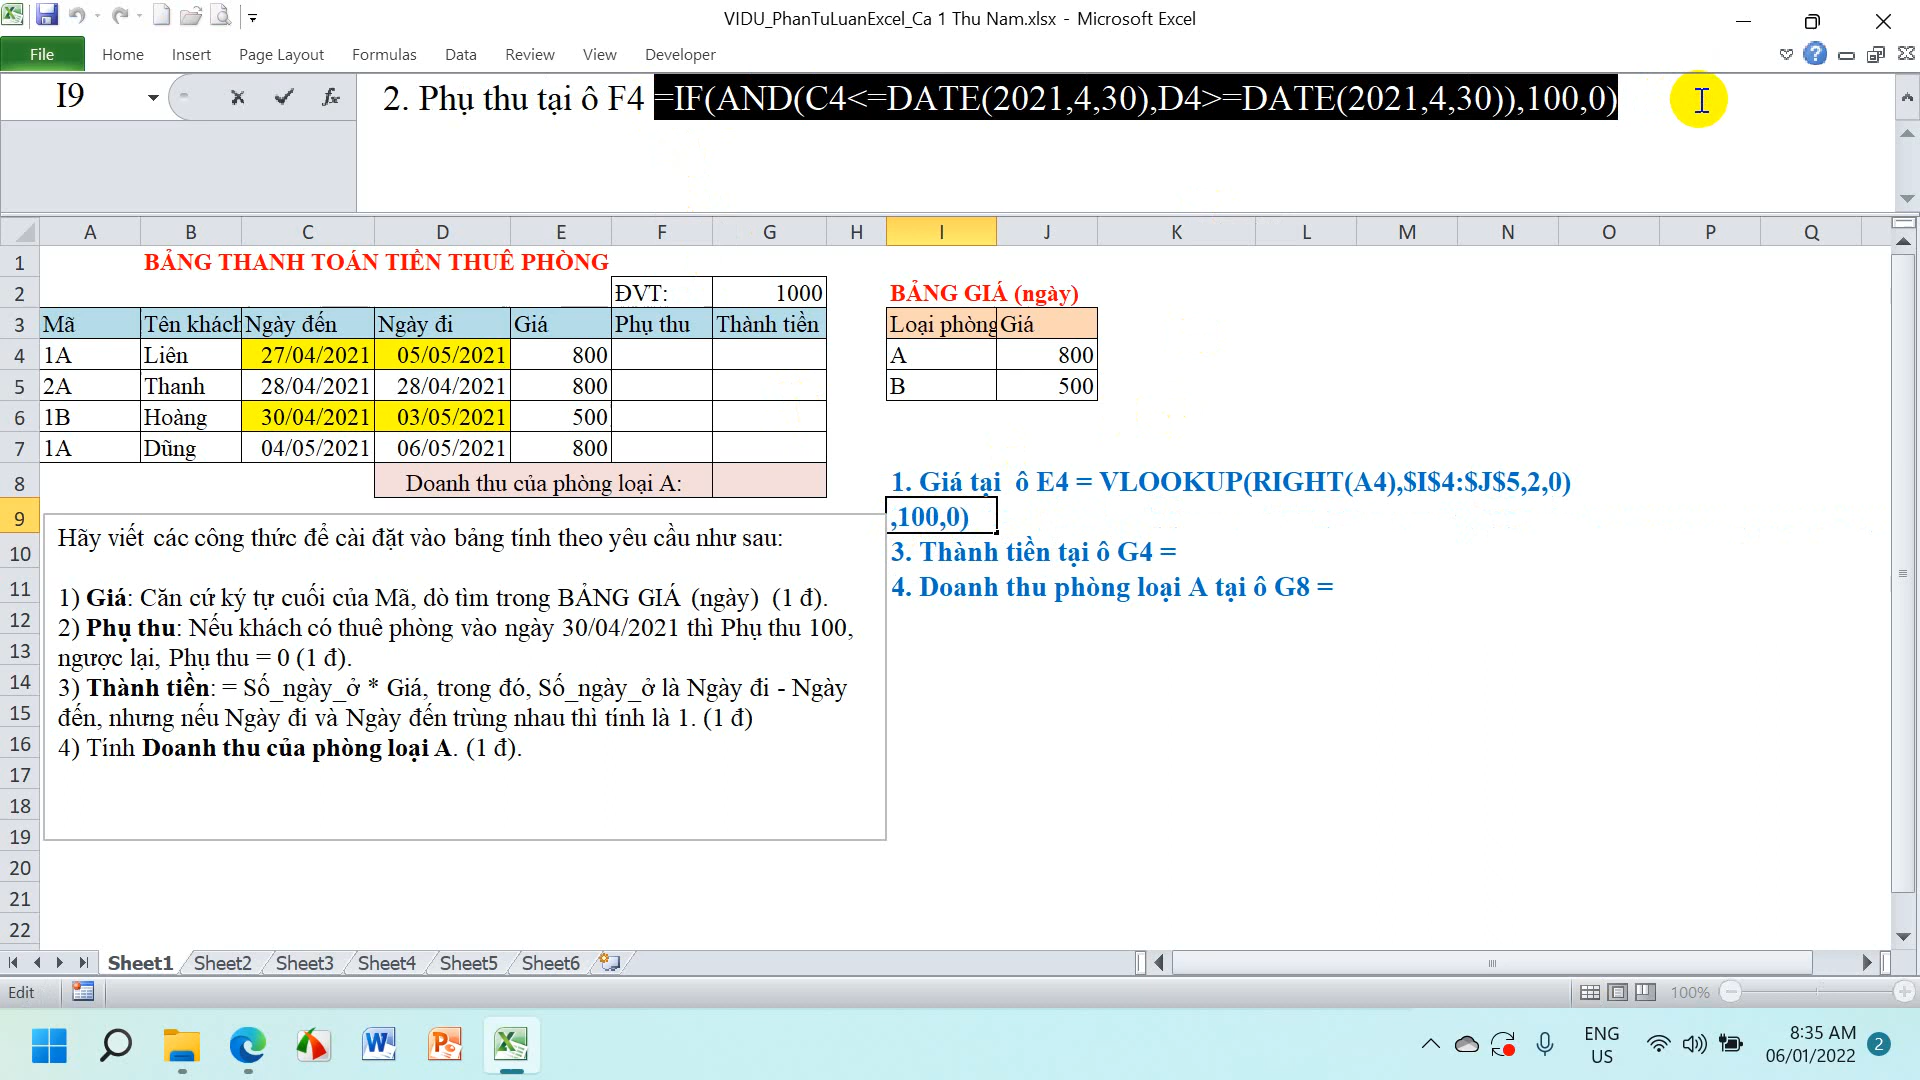 VIDU_PhanTuLuanExcel_Ca 1 Thu Nam.xlsx - Microsoft Excel
File Home Insert Page Layout Formulas Data Review View Developer
I9 fx 2. Phụ thu tại ô F4 =IF(AND(C4<=DATE(2021,4,30),D4>=DATE(2021,4,30)),100,0)
A B C D E F G H I J K L M N O P Q
1 BẢNG THANH TOÁN TIỀN THUÊ PHÒNG
2 ĐVT: 1000 BẢNG GIÁ (ngày)
3 Mã Tên khách Ngày đến Ngày đi Giá Phụ thu Thành tiền Loại phòng Giá
4 1A Liên 27/04/2021 05/05/2021 800 A 800
5 2A Thanh 28/04/2021 28/04/2021 800 B 500
6 1B Hoàng 30/04/2021 03/05/2021 500
7 1A Dũng 04/05/2021 06/05/2021 800
8 Doanh thu của phòng loại A: 1. Giá tại ô E4 = VLOOKUP(RIGHT(A4),$I$4:$J$5,2,0)
9 ,100,0)
10 3. Thành tiền tại ô G4 =
11 4. Doanh thu phòng loại A tại ô G8 =
12
13
14
15
16
17
18
19
20
21
22
Hãy viết các công thức để cài đặt vào bảng tính theo yêu cầu như sau:
1) Giá: Căn cứ ký tự cuối của Mã, dò tìm trong BẢNG GIÁ (ngày) (1 đ).
2) Phụ thu: Nếu khách có thuê phòng vào ngày 30/04/2021 thì Phụ thu 100,
ngược lại, Phụ thu = 0 (1 đ).
3) Thành tiền: = Số_ngày_ở * Giá, trong đó, Số_ngày_ở là Ngày đi - Ngày
đến, nhưng nếu Ngày đi và Ngày đến trùng nhau thì tính là 1. (1 đ)
4) Tính Doanh thu của phòng loại A. (1 đ).
Sheet1 Sheet2 Sheet3 Sheet4 Sheet5 Sheet6
Edit 100%
ENG 8:35 AM
US 06/01/2022 2